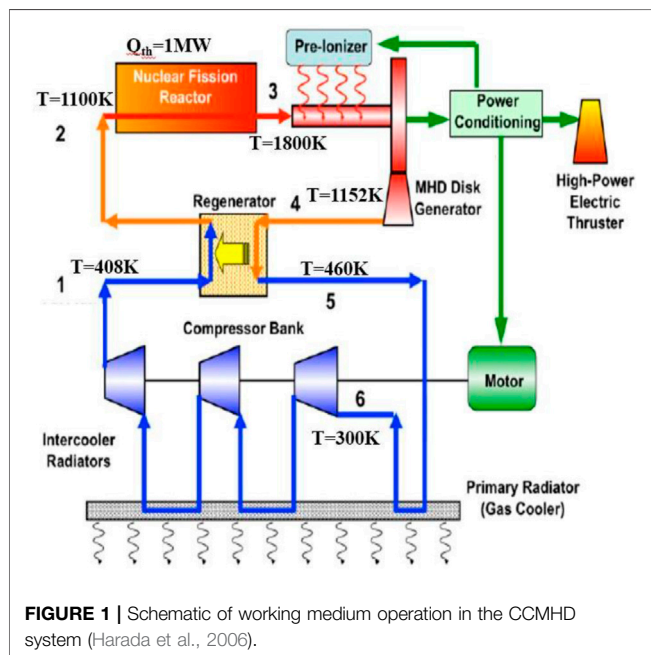 Q_th=1MW
Pre-Ionizer
Nuclear Fission
Reactor
3
T=1100K
2
T=1800K
Power
Conditioning
T=1152K
MHD Disk
Generator
High-Power
Electric
Thruster
Regenerator
4
1
T=408K
T=460K
5
Compressor Bank
6
Motor
T=300K
Intercooler
Radiators
Primary Radiator
(Gas Cooler)
FIGURE 1 | Schematic of working medium operation in the CCMHD
system (Harada et al., 2006).